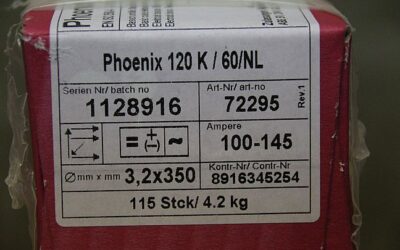 Phoenix 120 K / 60/NL
Serien Nr/ batch no
1128916
Art-Nr/ art-no
72295
Rev.1
Ampere
= (±) ~
100-145
Ømm x mm 3,2x350
Kontr-Nr/ Contr-Nr
8916345254
115 Stck/ 4.2 kg